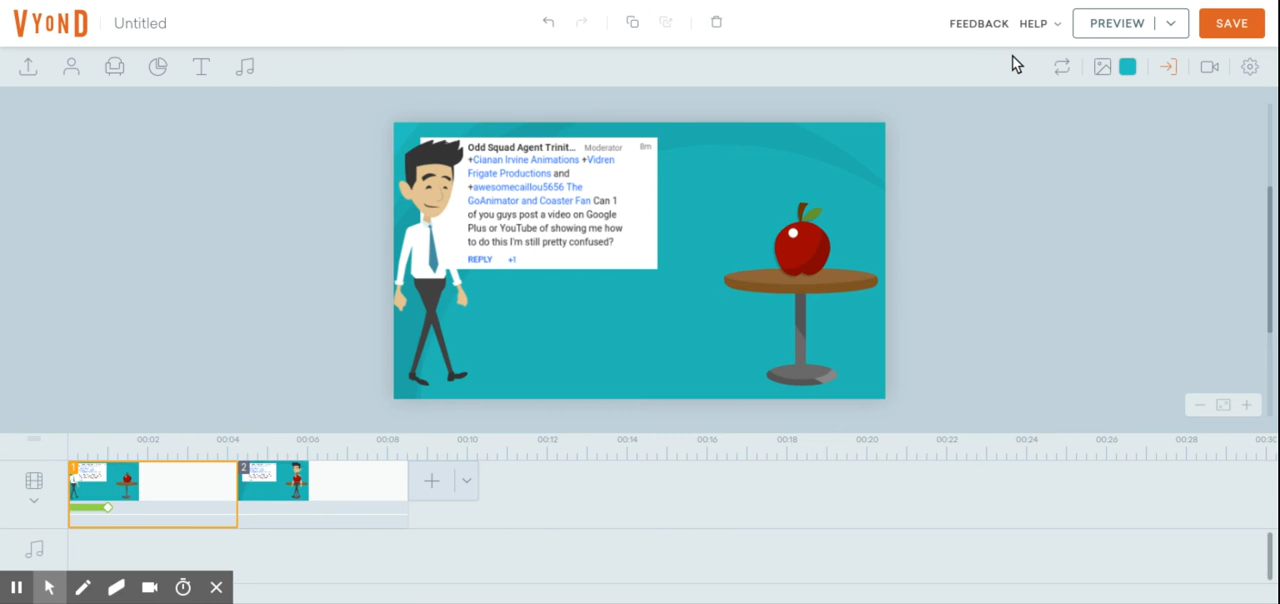 VYOND Untitled FEEDBACK HELP PREVIEW SAVE
Odd Squad Agent Trinit... Moderator 8m
+Cianan Irvine Animations +Vidren
Frigate Productions and
+awesomecaillou5656 The
GoAnimator and Coaster Fan Can 1
of you guys post a video on Google
Plus or YouTube of showing me how
to do this I'm still pretty confused?
REPLY +1
00:02 00:04 00:06 00:08 00:10 00:12 00:14 00:16 00:18 00:20 00:22 00:24 00:26 00:28 00:30
1 2